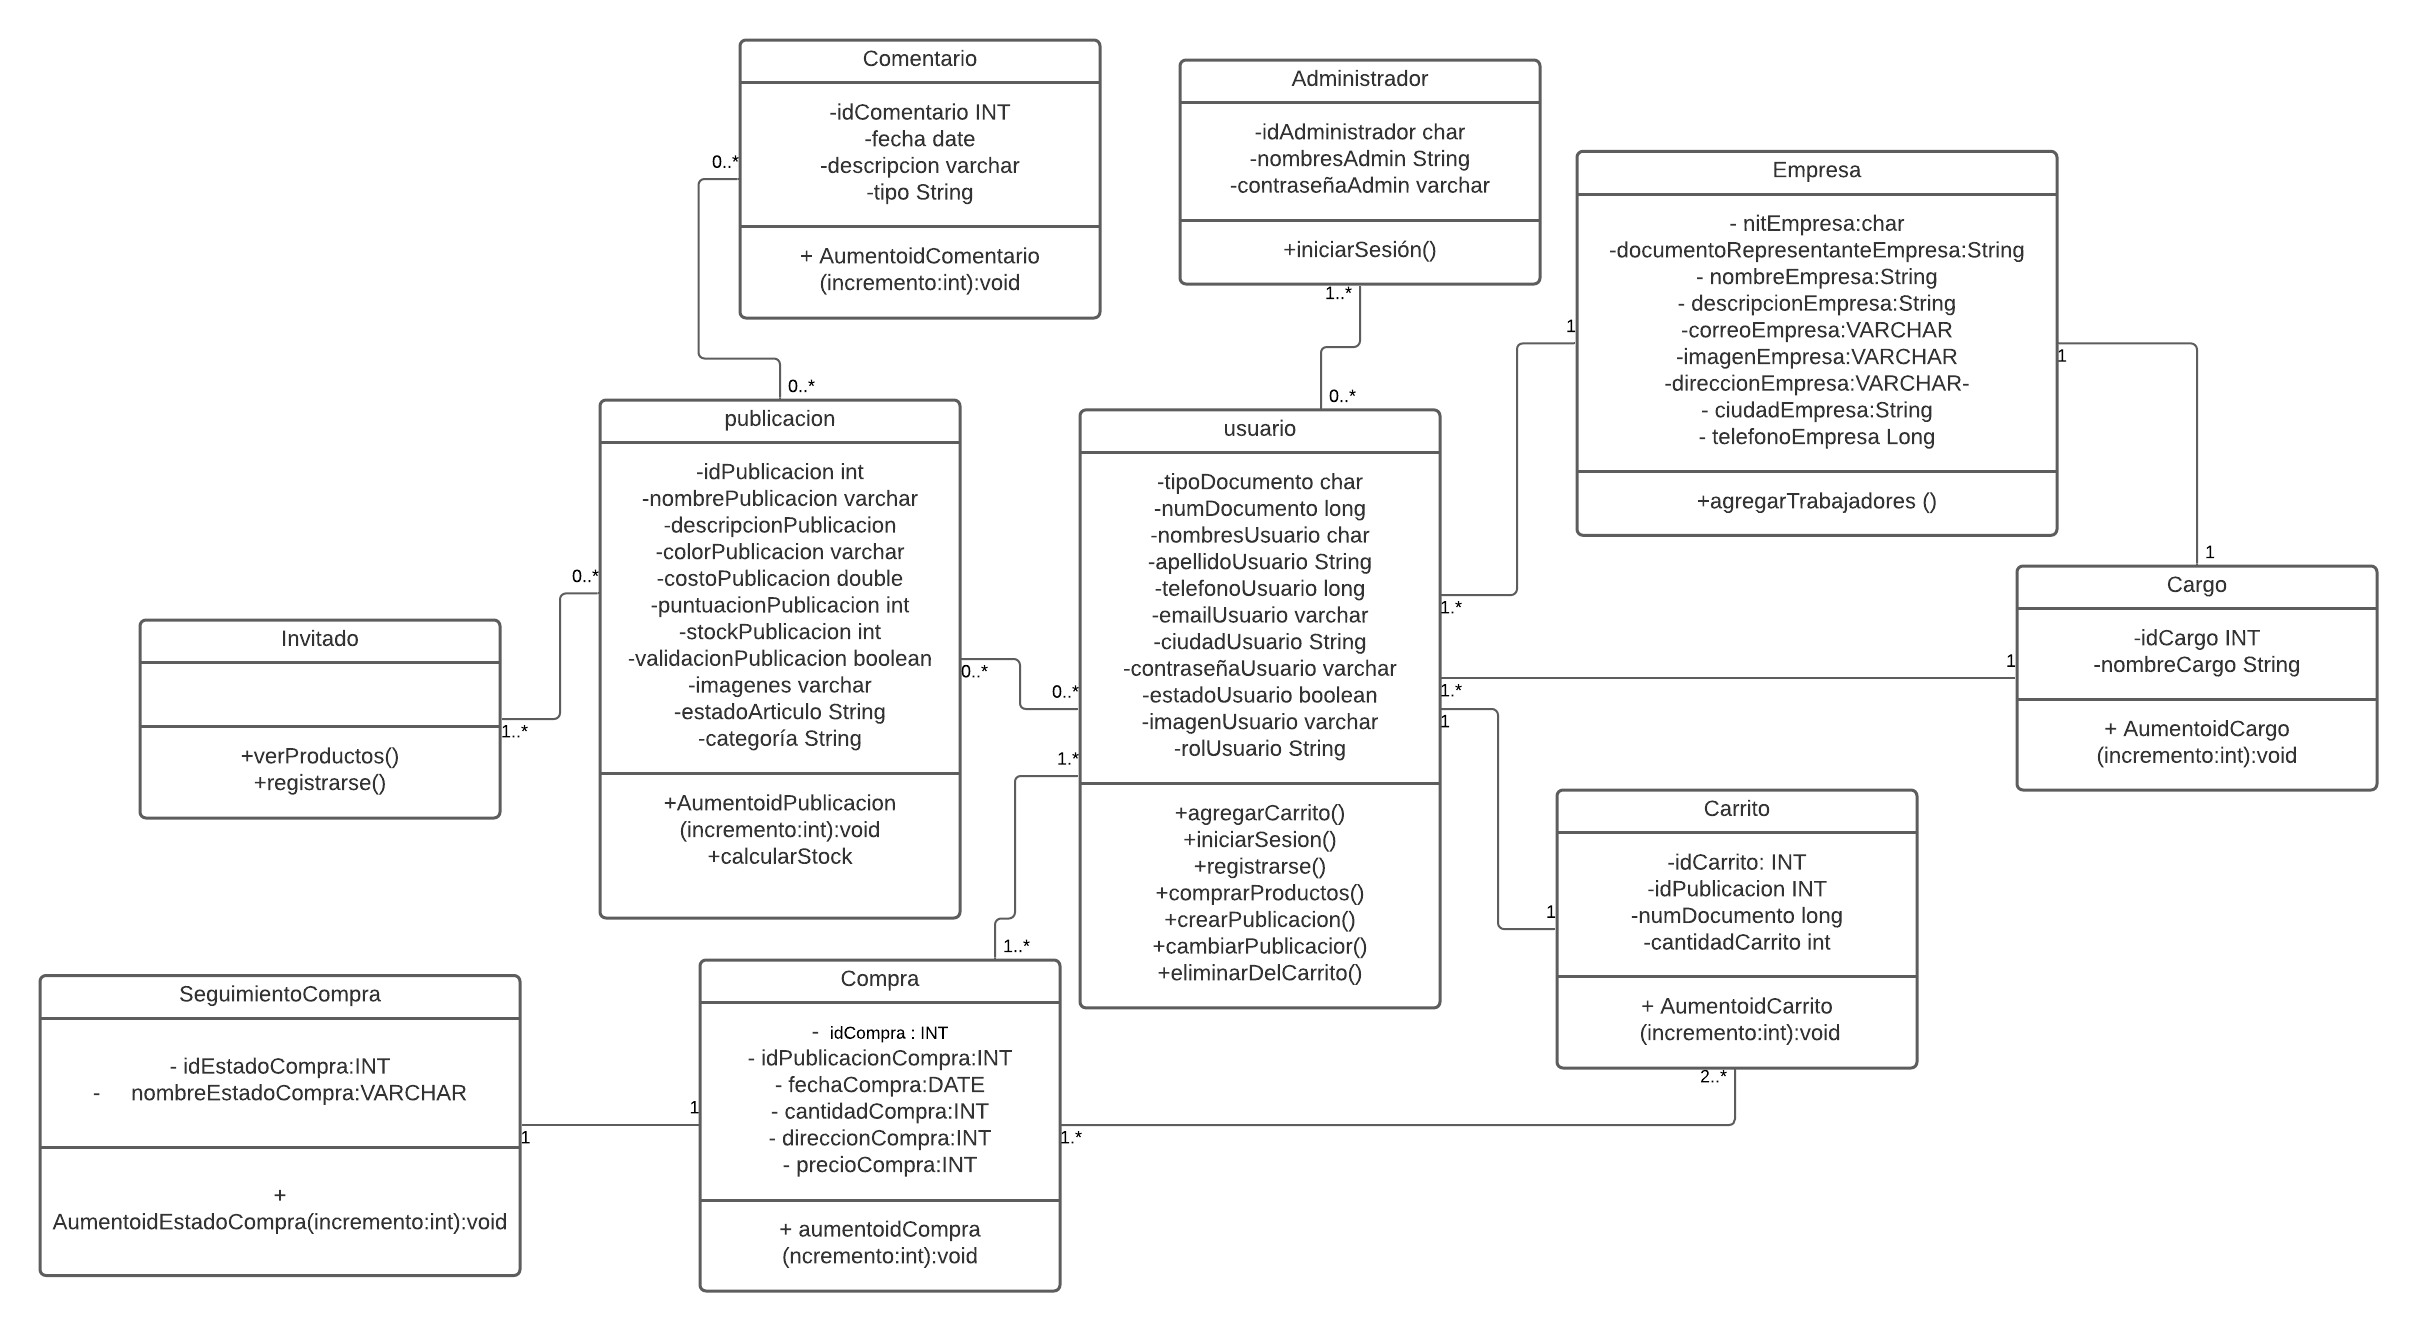 Comentario
-idComentario INT
-fecha date
-descripcion varchar
-tipo String
+ AumentoidComentario
(incremento:int):void
0..*
0..*
Administrador
-idAdministrador char
-nombresAdmin String
-contraseñaAdmin varchar
+iniciarSesión()
1..*
0..*
Empresa
- nitEmpresa:char
-documentoRepresentanteEmpresa:String
- nombreEmpresa:String
- descripcionEmpresa:String
-correoEmpresa:VARCHAR
-imagenEmpresa:VARCHAR
-direccionEmpresa:VARCHAR-
- ciudadEmpresa:String
- telefonoEmpresa Long
+agregarTrabajadores ()
1
1
1
publicacion
-idPublicacion int
-nombrePublicacion varchar
-descripcionPublicacion
-colorPublicacion varchar
-costoPublicacion double
-puntuacionPublicacion int
-stockPublicacion int
-validacionPublicacion boolean
-imagenes varchar
-estadoArticulo String
-categoría String
+AumentoidPublicacion
(incremento:int):void
+calcularStock
0..*
0..*
usuario
-tipoDocumento char
-numDocumento long
-nombresUsuario char
-apellidoUsuario String
-telefonoUsuario long
-emailUsuario varchar
-ciudadUsuario String
-contraseñaUsuario varchar
-estadoUsuario boolean
-imagenUsuario varchar
-rolUsuario String
+agregarCarrito()
+iniciarSesion()
+registrarse()
+comprarProductos()
+crearPublicacion()
+cambiarPublicacior()
+eliminarDelCarrito()
0..*
1.*
1.*
1.*
1
Cargo
-idCargo INT
-nombreCargo String
+ AumentoidCargo
(incremento:int):void
1
Invitado
+verProductos()
+registrarse()
1..*
Carrito
-idCarrito: INT
-idPublicacion INT
-numDocumento long
-cantidadCarrito int
+ AumentoidCarrito
(incremento:int):void
1
2..*
SeguimientoCompra
- idEstadoCompra:INT
- nombreEstadoCompra:VARCHAR
+
AumentoidEstadoCompra(incremento:int):void
1
Compra
- idCompra : INT
- idPublicacionCompra:INT
- fechaCompra:DATE
- cantidadCompra:INT
- direccionCompra:INT
- precioCompra:INT
+ aumentoidCompra
(ncremento:int):void
1..*
1
1.*